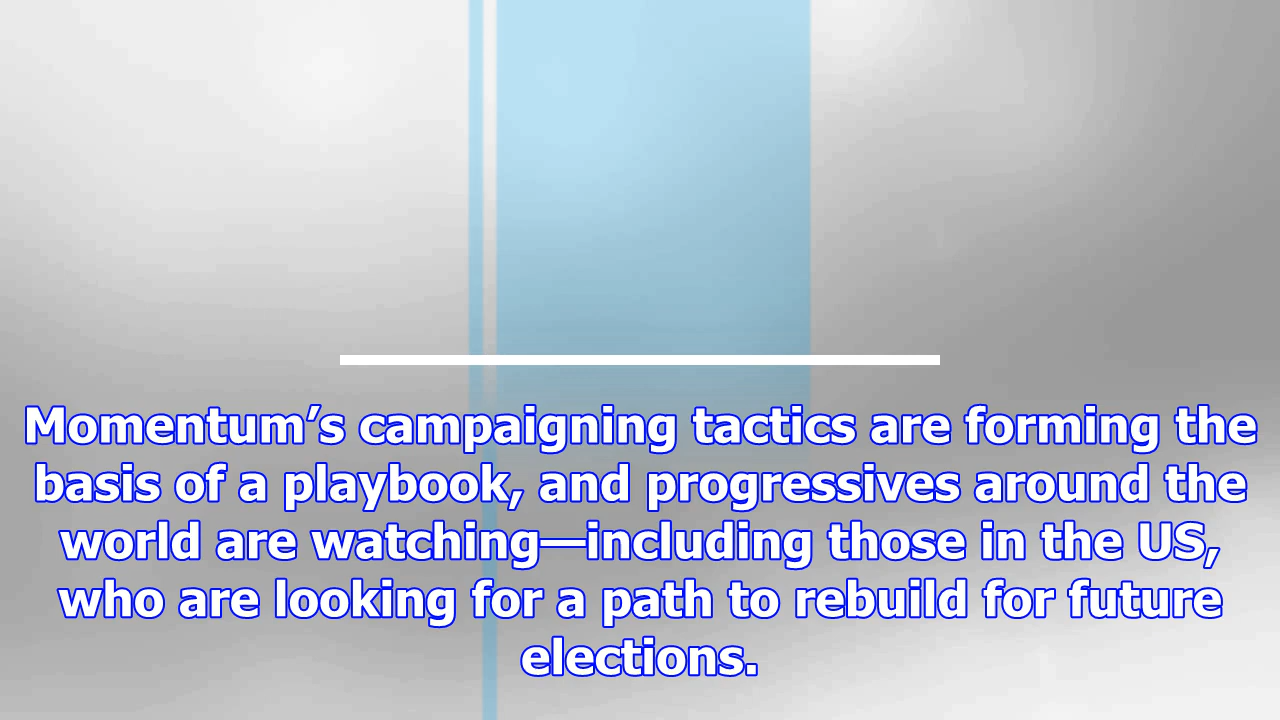 Momentum’s campaigning tactics are forming the
basis of a playbook, and progressives around the
world are watching—including those in the US,
who are looking for a path to rebuild for future
elections.